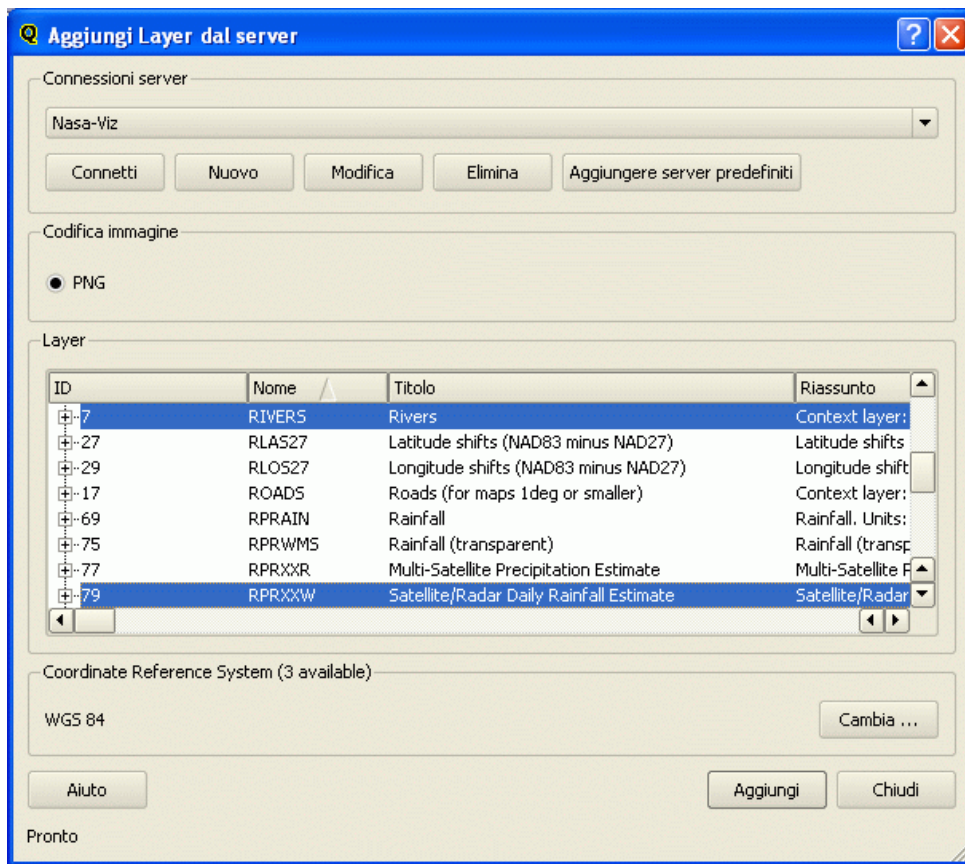 Aggiungi Layer dal server
Connessioni server
Nasa-Viz
Connetti Nuovo Modifica Elimina Aggiungere server predefiniti
Codifica immagine
PNG
Layer
ID Nome Titolo Riassunto
7 RIVERS Rivers Context layer:
27 RLAS27 Latitude shifts (NAD83 minus NAD27) Latitude shifts
29 RLOS27 Longitude shifts (NAD83 minus NAD27) Longitude shift
17 ROADS Roads (for maps 1deg or smaller) Context layer:
69 RPRAIN Rainfall Rainfall. Units:
75 RPRWMS Rainfall (transparent) Rainfall (transp
77 RPRXXR Multi-Satellite Precipitation Estimate Multi-Satellite P
79 RPRXXW Satellite/Radar Daily Rainfall Estimate Satellite/Radar
Coordinate Reference System (3 available)
WGS 84 Cambia ...
Aiuto Aggiungi Chiudi
Pronto